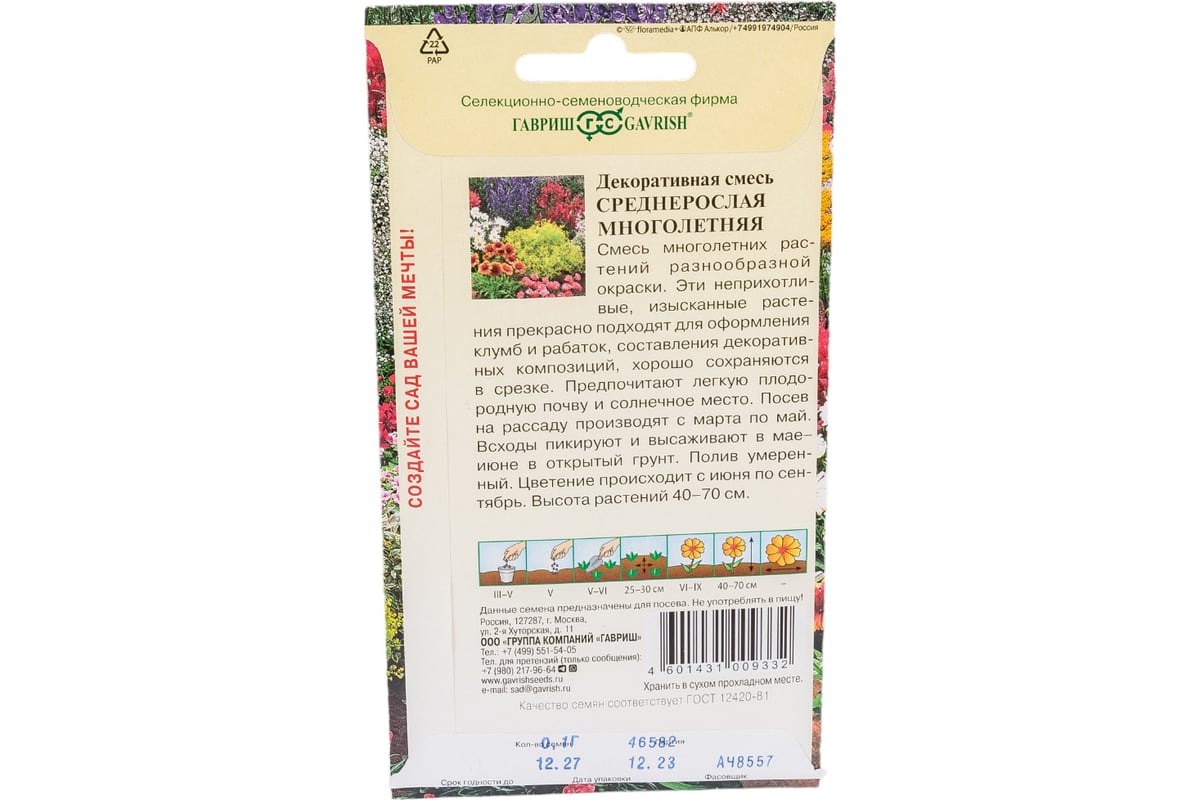 © floramedia + АПФ Алькор/+74991974904/Россия
22
PAP
Селекционно-семеноводческая фирма
ГАВРИШ ГС GAVRISH®
СОЗДАЙТЕ САД ВАШЕЙ МЕЧТЫ!
Декоративная смесь
СРЕДНЕРОСЛАЯ
МНОГОЛЕТНЯЯ
Смесь многолетних рас-
тений разнообразной
окраски. Эти неприхотли-
вые, изысканные расте-
ния прекрасно подходят для оформления
клумб и рабаток, составления декоратив-
ных композиций, хорошо сохраняются
в срезке. Предпочитают легкую плодо-
родную почву и солнечное место. Посев
на рассаду производят с марта по май.
Всходы пикируют и высаживают в мае–
июне в открытый грунт. Полив умерен-
ный. Цветение происходит с июня по сен-
тябрь. Высота растений 40–70 см.
III–V V V–VI 25–30 см VI–IX 40–70 см –
Данные семена предназначены для посева. Не употреблять в пищу!
Россия, 127287, г. Москва,
ул. 2-я Хуторская, д. 11
ООО «ГРУППА КОМПАНИЙ «ГАВРИШ»
Тел.: +7 (499) 551-54-05
Тел. для претензий (только сообщения):
+7 (980) 217-96-64
www.gavrishseeds.ru
e-mail: sad@gavrish.ru
4 601431 009332
Хранить в сухом прохладном месте.
Качество семян соответствует ГОСТ 12420-81
Кол-во семян 0.1Г 46582 Партия
12.27 12.23 АЧ8557
Срок годности до Дата упаковки Фасовщик